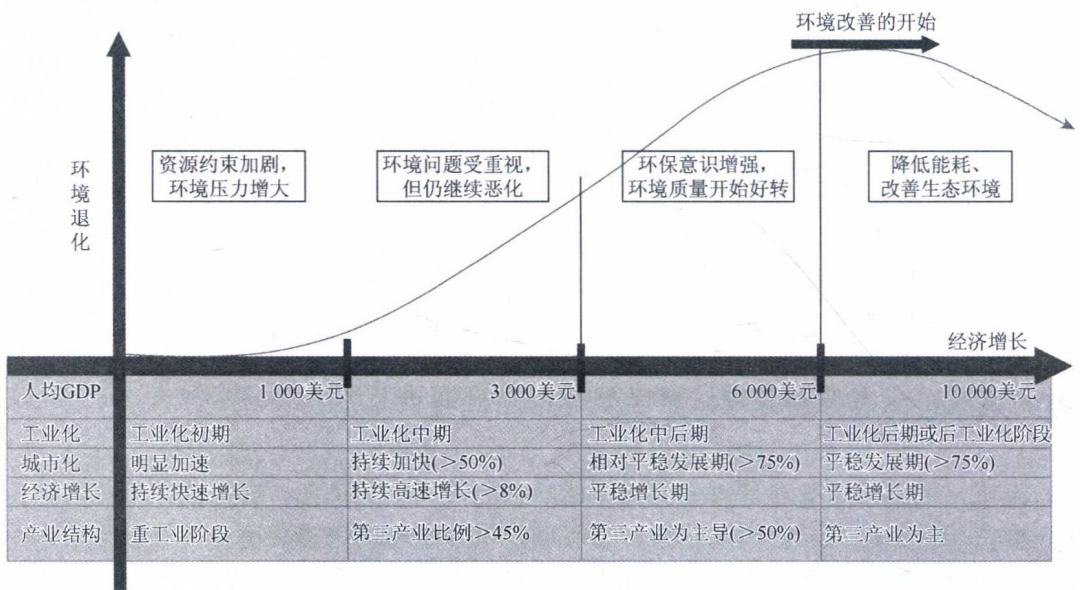 环境改善的开始
环境退化
资源约束加剧，
环境压力增大
环境问题受重视，
但仍继续恶化
环保意识增强，
环境质量开始好转
降低能耗、
改善生态环境
经济增长
人均GDP 1 000美元 3 000美元 6 000美元 10 000美元
工业化 工业化初期 工业化中期 工业化中后期 工业化后期或后工业化阶段
城市化 明显加速 持续加快(>50%) 相对平稳发展期(>75%) 平稳发展期(>75%)
经济增长 持续快速增长 持续高速增长(>8%) 平稳增长期 平稳增长期
产业结构 重工业阶段 第三产业比例>45% 第三产业为主导(>50%) 第三产业为主